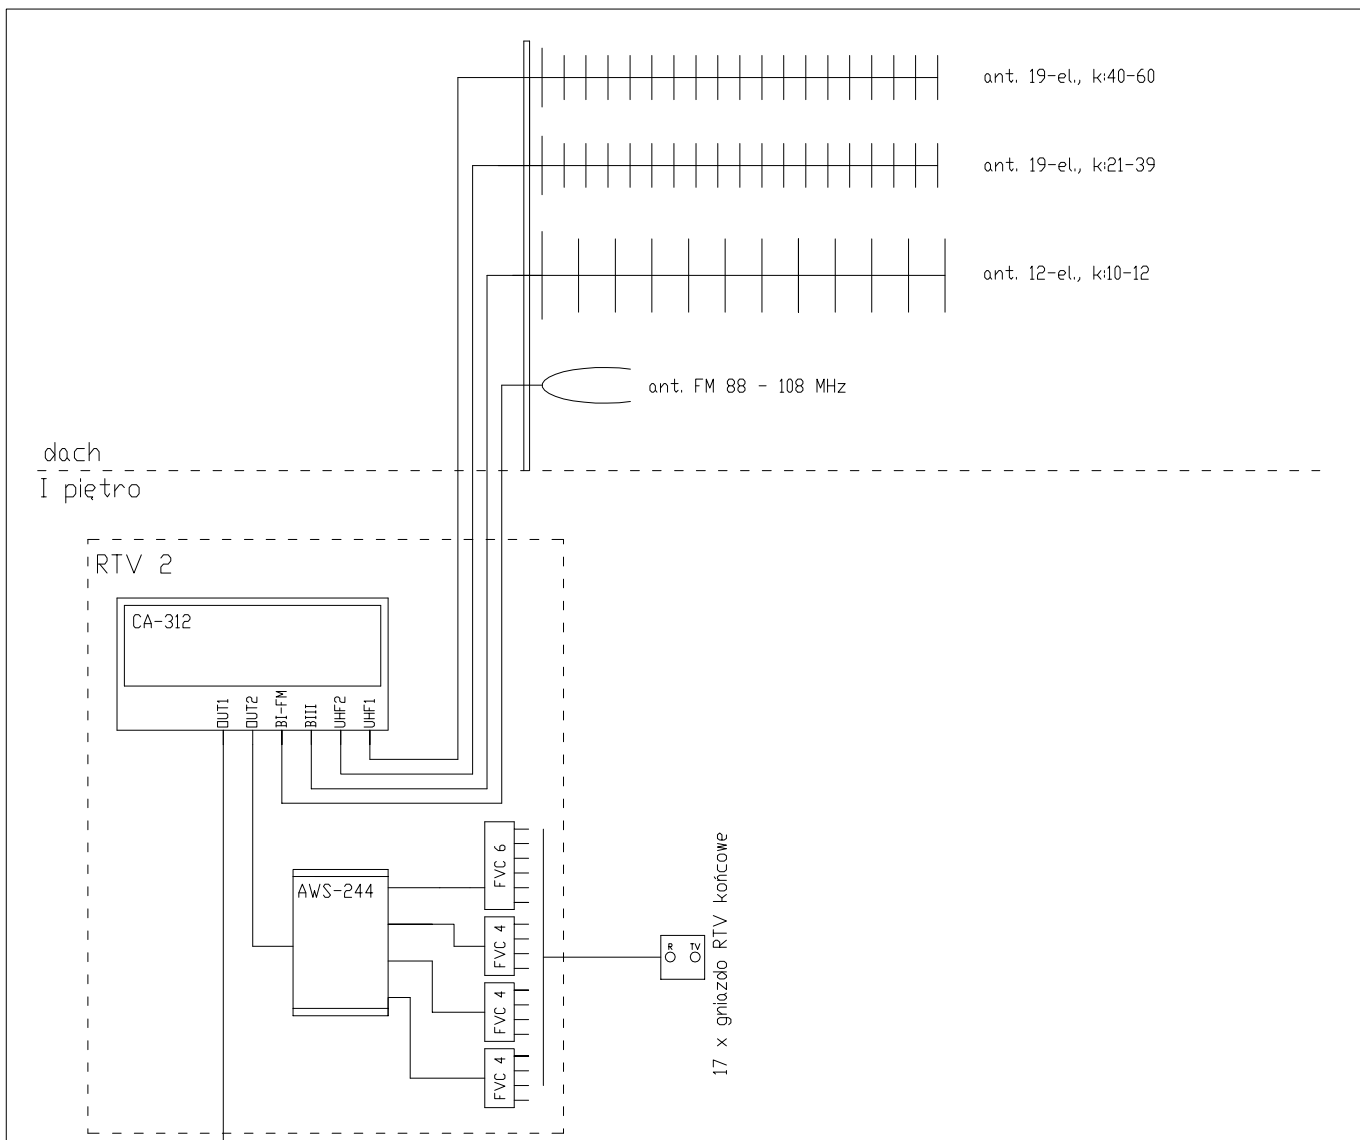 ant. 19-el., k:40-60
ant. 19-el., k:21-39
ant. 12-el., k:10-12
ant. FM 88 - 108 MHz
dach
I piętro
RTV 2
CA-312
OUT1
OUT2
BI-FM
BIII
UHF2
UHF1
AWS-244
FVC 6
FVC 4
FVC 4
FVC 4
R TV
17 x gniazdo RTV końcowe